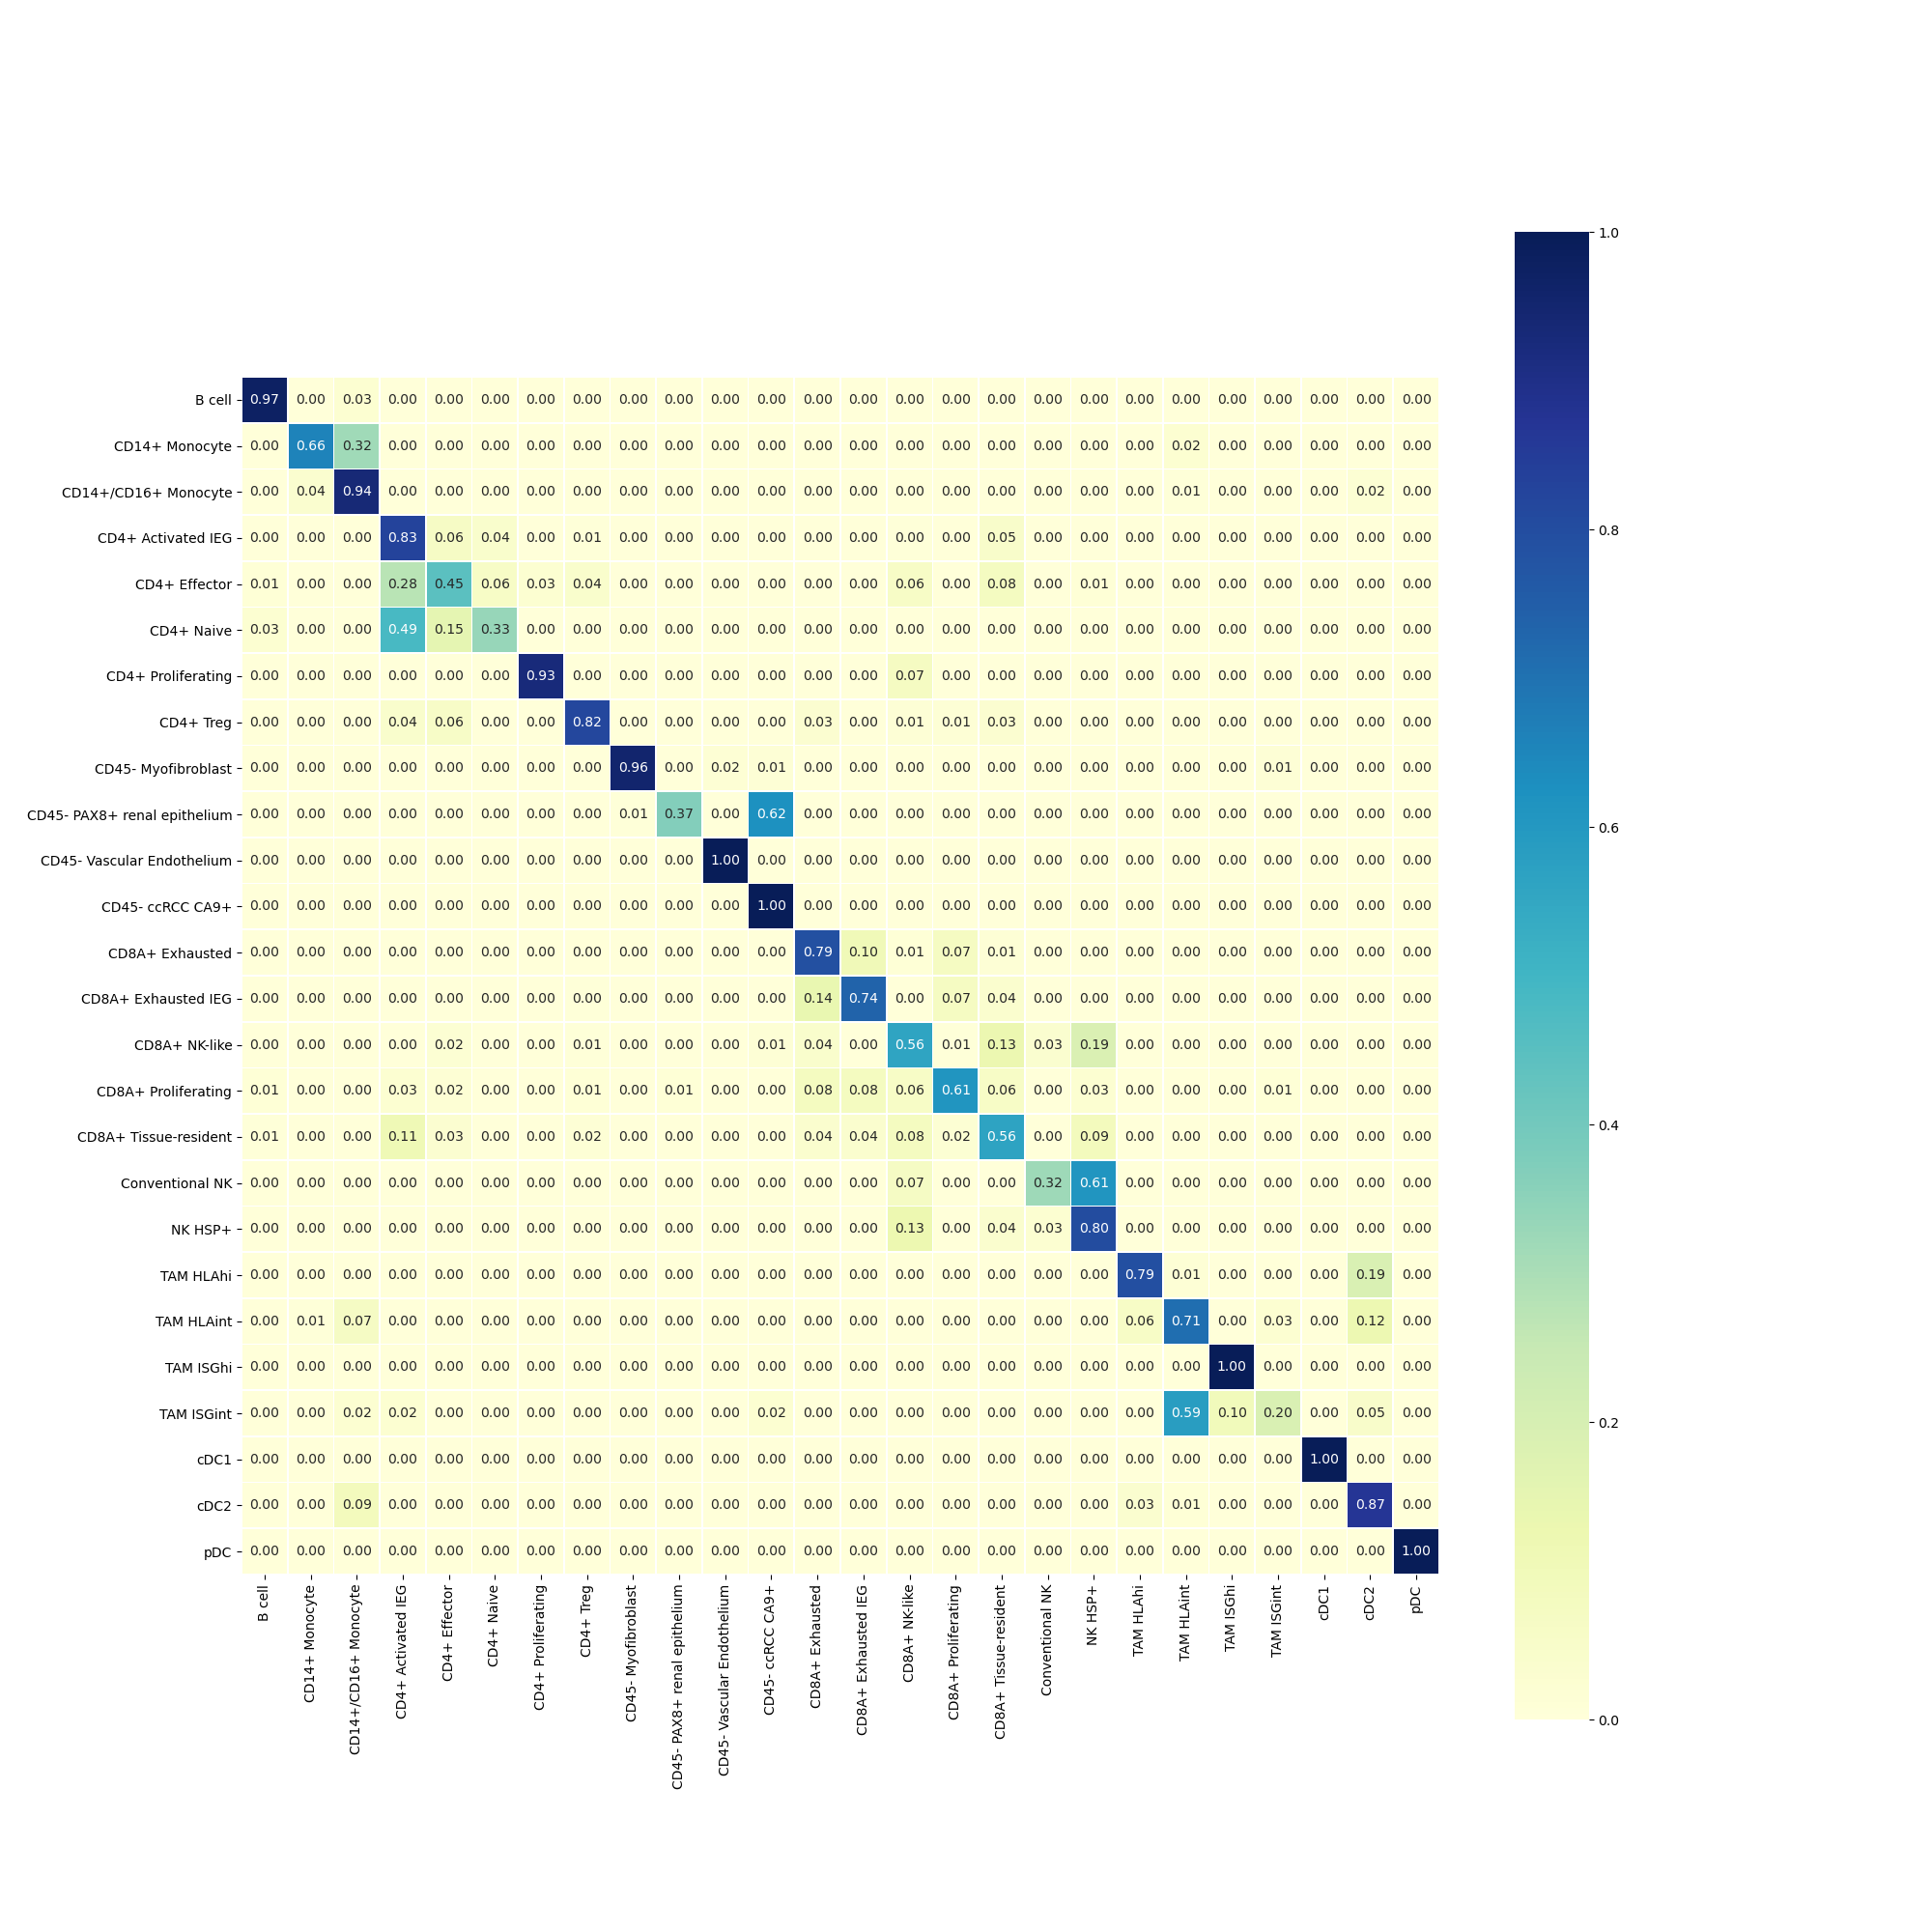 1.0
B cell 0.97 0.00 0.03 0.00 0.00 0.00 0.00 0.00 0.00 0.00 0.00 0.00 0.00 0.00 0.00 0.00 0.00 0.00 0.00 0.00 0.00 0.00 0.00 0.00 0.00 0.00
CD14+ Monocyte 0.00 0.66 0.32 0.00 0.00 0.00 0.00 0.00 0.00 0.00 0.00 0.00 0.00 0.00 0.00 0.00 0.00 0.00 0.00 0.00 0.02 0.00 0.00 0.00 0.00 0.00
CD14+/CD16+ Monocyte 0.00 0.04 0.94 0.00 0.00 0.00 0.00 0.00 0.00 0.00 0.00 0.00 0.00 0.00 0.00 0.00 0.00 0.00 0.00 0.00 0.01 0.00 0.00 0.00 0.02 0.00
0.8
CD4+ Activated IEG 0.00 0.00 0.00 0.83 0.06 0.04 0.00 0.01 0.00 0.00 0.00 0.00 0.00 0.00 0.00 0.00 0.05 0.00 0.00 0.00 0.00 0.00 0.00 0.00 0.00 0.00
CD4+ Effector 0.01 0.00 0.00 0.28 0.45 0.06 0.03 0.04 0.00 0.00 0.00 0.00 0.00 0.00 0.06 0.00 0.08 0.00 0.01 0.00 0.00 0.00 0.00 0.00 0.00 0.00
CD4+ Naive 0.03 0.00 0.00 0.49 0.15 0.33 0.00 0.00 0.00 0.00 0.00 0.00 0.00 0.00 0.00 0.00 0.00 0.00 0.00 0.00 0.00 0.00 0.00 0.00 0.00 0.00
CD4+ Proliferating 0.00 0.00 0.00 0.00 0.00 0.00 0.93 0.00 0.00 0.00 0.00 0.00 0.00 0.00 0.07 0.00 0.00 0.00 0.00 0.00 0.00 0.00 0.00 0.00 0.00 0.00
CD4+ Treg 0.00 0.00 0.00 0.04 0.06 0.00 0.00 0.82 0.00 0.00 0.00 0.00 0.03 0.00 0.01 0.01 0.03 0.00 0.00 0.00 0.00 0.00 0.00 0.00 0.00 0.00
CD45- Myofibroblast 0.00 0.00 0.00 0.00 0.00 0.00 0.00 0.00 0.96 0.00 0.02 0.01 0.00 0.00 0.00 0.00 0.00 0.00 0.00 0.00 0.00 0.00 0.01 0.00 0.00 0.00
CD45- PAX8+ renal epithelium 0.00 0.00 0.00 0.00 0.00 0.00 0.00 0.00 0.01 0.37 0.00 0.62 0.00 0.00 0.00 0.00 0.00 0.00 0.00 0.00 0.00 0.00 0.00 0.00 0.00 0.00
0.6
CD45- Vascular Endothelium 0.00 0.00 0.00 0.00 0.00 0.00 0.00 0.00 0.00 0.00 1.00 0.00 0.00 0.00 0.00 0.00 0.00 0.00 0.00 0.00 0.00 0.00 0.00 0.00 0.00 0.00
CD45- ccRCC CA9+ 0.00 0.00 0.00 0.00 0.00 0.00 0.00 0.00 0.00 0.00 0.00 1.00 0.00 0.00 0.00 0.00 0.00 0.00 0.00 0.00 0.00 0.00 0.00 0.00 0.00 0.00
CD8A+ Exhausted 0.00 0.00 0.00 0.00 0.00 0.00 0.00 0.00 0.00 0.00 0.00 0.00 0.79 0.10 0.01 0.07 0.01 0.00 0.00 0.00 0.00 0.00 0.00 0.00 0.00 0.00
CD8A+ Exhausted IEG 0.00 0.00 0.00 0.00 0.00 0.00 0.00 0.00 0.00 0.00 0.00 0.00 0.14 0.74 0.00 0.07 0.04 0.00 0.00 0.00 0.00 0.00 0.00 0.00 0.00 0.00
CD8A+ NK-like 0.00 0.00 0.00 0.00 0.02 0.00 0.00 0.01 0.00 0.00 0.00 0.01 0.04 0.00 0.56 0.01 0.13 0.03 0.19 0.00 0.00 0.00 0.00 0.00 0.00 0.00
CD8A+ Proliferating 0.01 0.00 0.00 0.03 0.02 0.00 0.00 0.01 0.00 0.01 0.00 0.00 0.08 0.08 0.06 0.61 0.06 0.00 0.03 0.00 0.00 0.00 0.01 0.00 0.00 0.00
0.4
CD8A+ Tissue-resident 0.01 0.00 0.00 0.11 0.03 0.00 0.00 0.02 0.00 0.00 0.00 0.00 0.04 0.04 0.08 0.02 0.56 0.00 0.09 0.00 0.00 0.00 0.00 0.00 0.00 0.00
Conventional NK 0.00 0.00 0.00 0.00 0.00 0.00 0.00 0.00 0.00 0.00 0.00 0.00 0.00 0.00 0.07 0.00 0.00 0.32 0.61 0.00 0.00 0.00 0.00 0.00 0.00 0.00
NK HSP+ 0.00 0.00 0.00 0.00 0.00 0.00 0.00 0.00 0.00 0.00 0.00 0.00 0.00 0.00 0.13 0.00 0.04 0.03 0.80 0.00 0.00 0.00 0.00 0.00 0.00 0.00
TAM HLAhi 0.00 0.00 0.00 0.00 0.00 0.00 0.00 0.00 0.00 0.00 0.00 0.00 0.00 0.00 0.00 0.00 0.00 0.00 0.00 0.79 0.01 0.00 0.00 0.00 0.19 0.00
TAM HLAint 0.00 0.01 0.07 0.00 0.00 0.00 0.00 0.00 0.00 0.00 0.00 0.00 0.00 0.00 0.00 0.00 0.00 0.00 0.00 0.06 0.71 0.00 0.03 0.00 0.12 0.00
TAM ISGhi 0.00 0.00 0.00 0.00 0.00 0.00 0.00 0.00 0.00 0.00 0.00 0.00 0.00 0.00 0.00 0.00 0.00 0.00 0.00 0.00 0.00 1.00 0.00 0.00 0.00 0.00
TAM ISGint 0.00 0.00 0.02 0.02 0.00 0.00 0.00 0.00 0.00 0.00 0.00 0.02 0.00 0.00 0.00 0.00 0.00 0.00 0.00 0.00 0.59 0.10 0.20 0.00 0.05 0.00
0.2
cDC1 0.00 0.00 0.00 0.00 0.00 0.00 0.00 0.00 0.00 0.00 0.00 0.00 0.00 0.00 0.00 0.00 0.00 0.00 0.00 0.00 0.00 0.00 0.00 1.00 0.00 0.00
cDC2 0.00 0.00 0.09 0.00 0.00 0.00 0.00 0.00 0.00 0.00 0.00 0.00 0.00 0.00 0.00 0.00 0.00 0.00 0.00 0.03 0.01 0.00 0.00 0.00 0.87 0.00
pDC 0.00 0.00 0.00 0.00 0.00 0.00 0.00 0.00 0.00 0.00 0.00 0.00 0.00 0.00 0.00 0.00 0.00 0.00 0.00 0.00 0.00 0.00 0.00 0.00 0.00 1.00
0.0
B cell
CD14+ Monocyte
CD14+/CD16+ Monocyte
CD4+ Activated IEG
CD4+ Effector
CD4+ Naive
CD4+ Proliferating
CD4+ Treg
CD45- Myofibroblast
CD45- PAX8+ renal epithelium
CD45- Vascular Endothelium
CD45- ccRCC CA9+
CD8A+ Exhausted
CD8A+ Exhausted IEG
CD8A+ NK-like
CD8A+ Proliferating
CD8A+ Tissue-resident
Conventional NK
NK HSP+
TAM HLAhi
TAM HLAint
TAM ISGhi
TAM ISGint
cDC1
cDC2
pDC